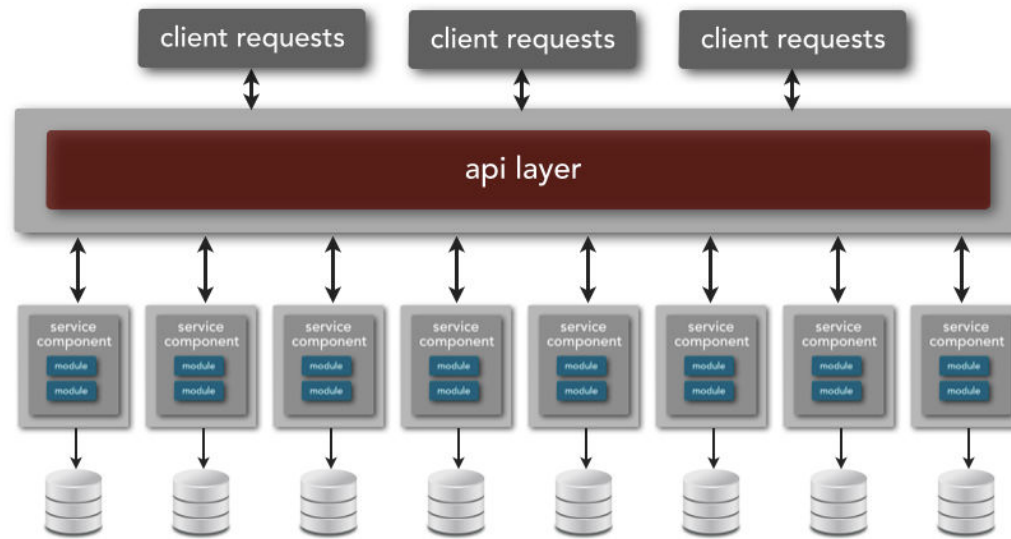 client requests
client requests
client requests
api layer
service
component
module
module
service
component
module
module
service
component
module
module
service
component
module
module
service
component
module
module
service
component
module
module
service
component
module
module
service
component
module
module